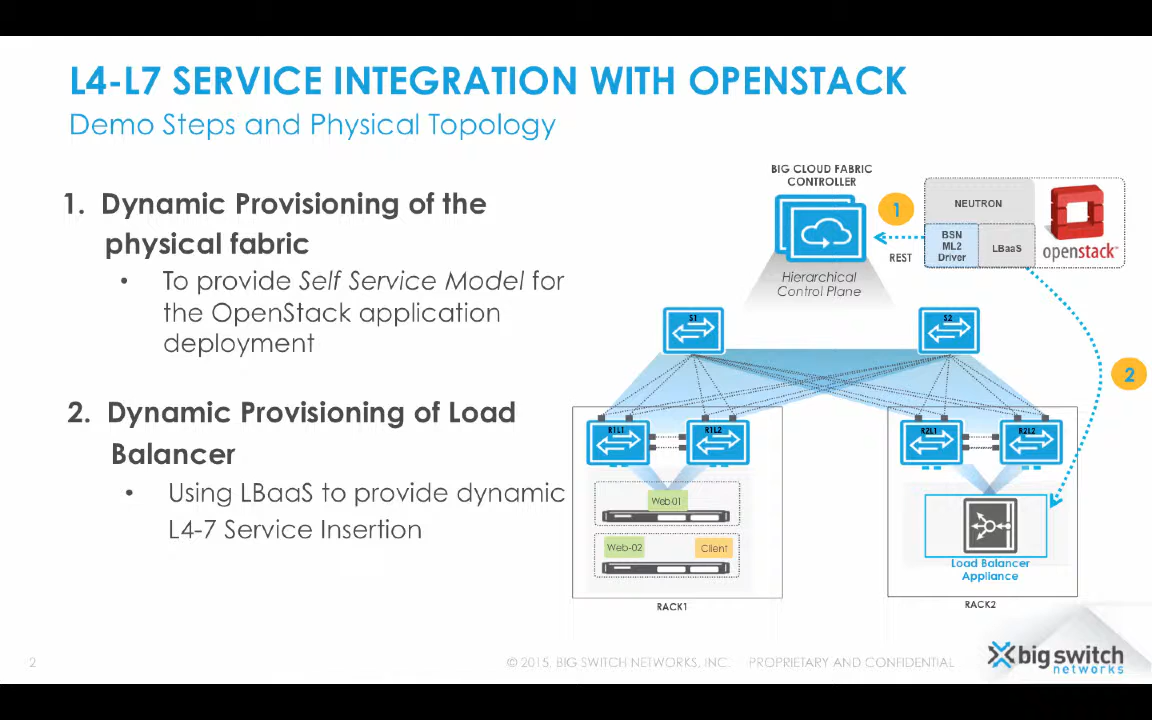 L4-L7 SERVICE INTEGRATION WITH OPENSTACK
Demo Steps and Physical Topology
1. Dynamic Provisioning of the
physical fabric
• To provide Self Service Model for
the OpenStack application
deployment
2. Dynamic Provisioning of Load
Balancer
• Using LBaaS to provide dynamic
L4-7 Service Insertion
BIG CLOUD FABRIC
CONTROLLER
Hierarchical
Control Plane
1
REST
NEUTRON
BSN
ML2
Driver
LBaaS
openstack™
2
S1
S2
R1L1
R1L2
R2L1
R2L2
Web-01
Web-02
Client
RACK1
Load Balancer
Appliance
RACK2
2
© 2015, BIG SWITCH NETWORKS, INC. PROPRIETARY AND CONFIDENTIAL
big switch
networks